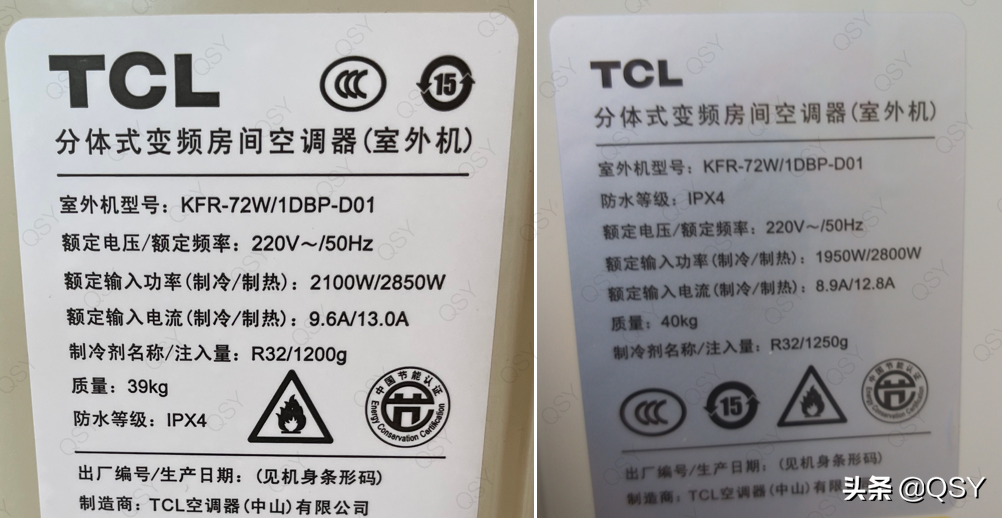 TCL
CCC 15
分体式变频房间空调器(室外机)
室外机型号：KFR-72W/1DBP-D01
额定电压/额定频率：220V～/50Hz
额定输入功率(制冷/制热)：2100W/2850W
额定输入电流(制冷/制热)：9.6A/13.0A
制冷剂名称/注入量：R32/1200g
质量：39kg
防水等级：IPX4
中国节能认证
Energy Conservation Certification
出厂编号/生产日期：(见机身条形码)
制造商：TCL空调器(中山)有限公司
TCL
分体式变频房间空调器(室外机)
室外机型号：KFR-72W/1DBP-D01
防水等级：IPX4
额定电压/额定频率：220V～/50Hz
额定输入功率(制冷/制热)：1950W/2800W
额定输入电流(制冷/制热)：8.9A/12.8A
质量：40kg
制冷剂名称/注入量：R32/1250g
CCC 15
中国节能认证
Energy Conservation Certification
出厂编号/生产日期：(见机身条形码)
制造商：TCL空调器(中山)有限
头条 @QSY